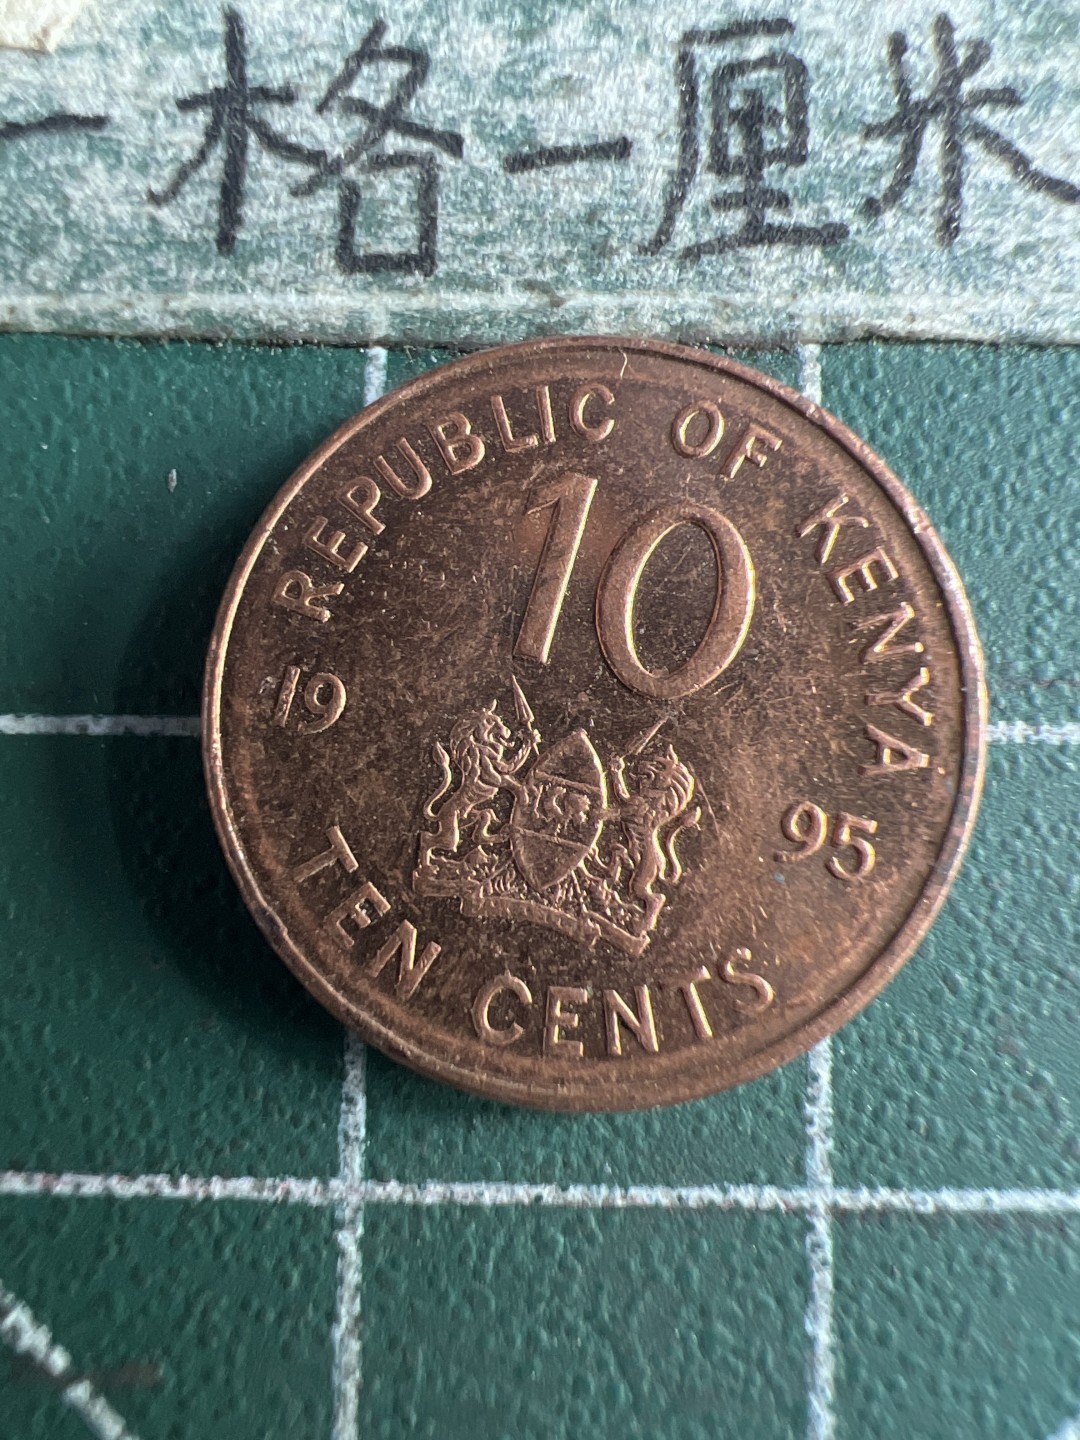 一格一厘米
REPUBLIC OF KENYA
10
19 95
TEN CENTS